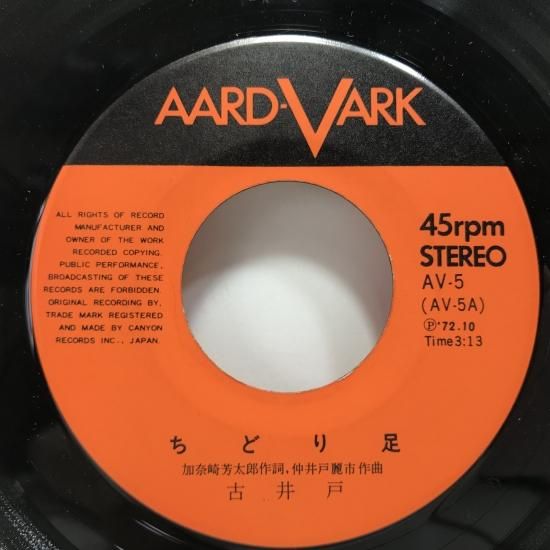 AARD-VARK
ALL RIGHTS OF RECORD
MANUFACTURER AND
OWNER OF THE WORK
RECORDED COPYING.
PUBLIC PERFORMANCE,
BROADCASTING OF THESE
RECORDS ARE FORBIDDEN.
ORIGINAL RECORDING BY,
TRADE MARK REGISTERED
AND MADE BY CANYON
RECORDS INC., JAPAN.
45rpm
STEREO
AV-5
(AV-5A)
Ⓟ'72.10
Time3:13
ちどり足
加奈崎芳太郎作詞,仲井戸麗市作曲
古井戸